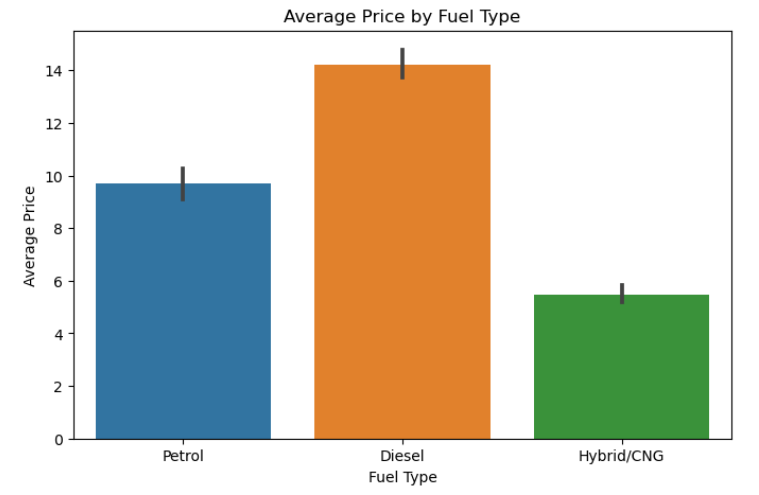 Average Price by Fuel Type
Average Price
14
12
10
8
6
4
2
0
Petrol
Diesel
Hybrid/CNG
Fuel Type